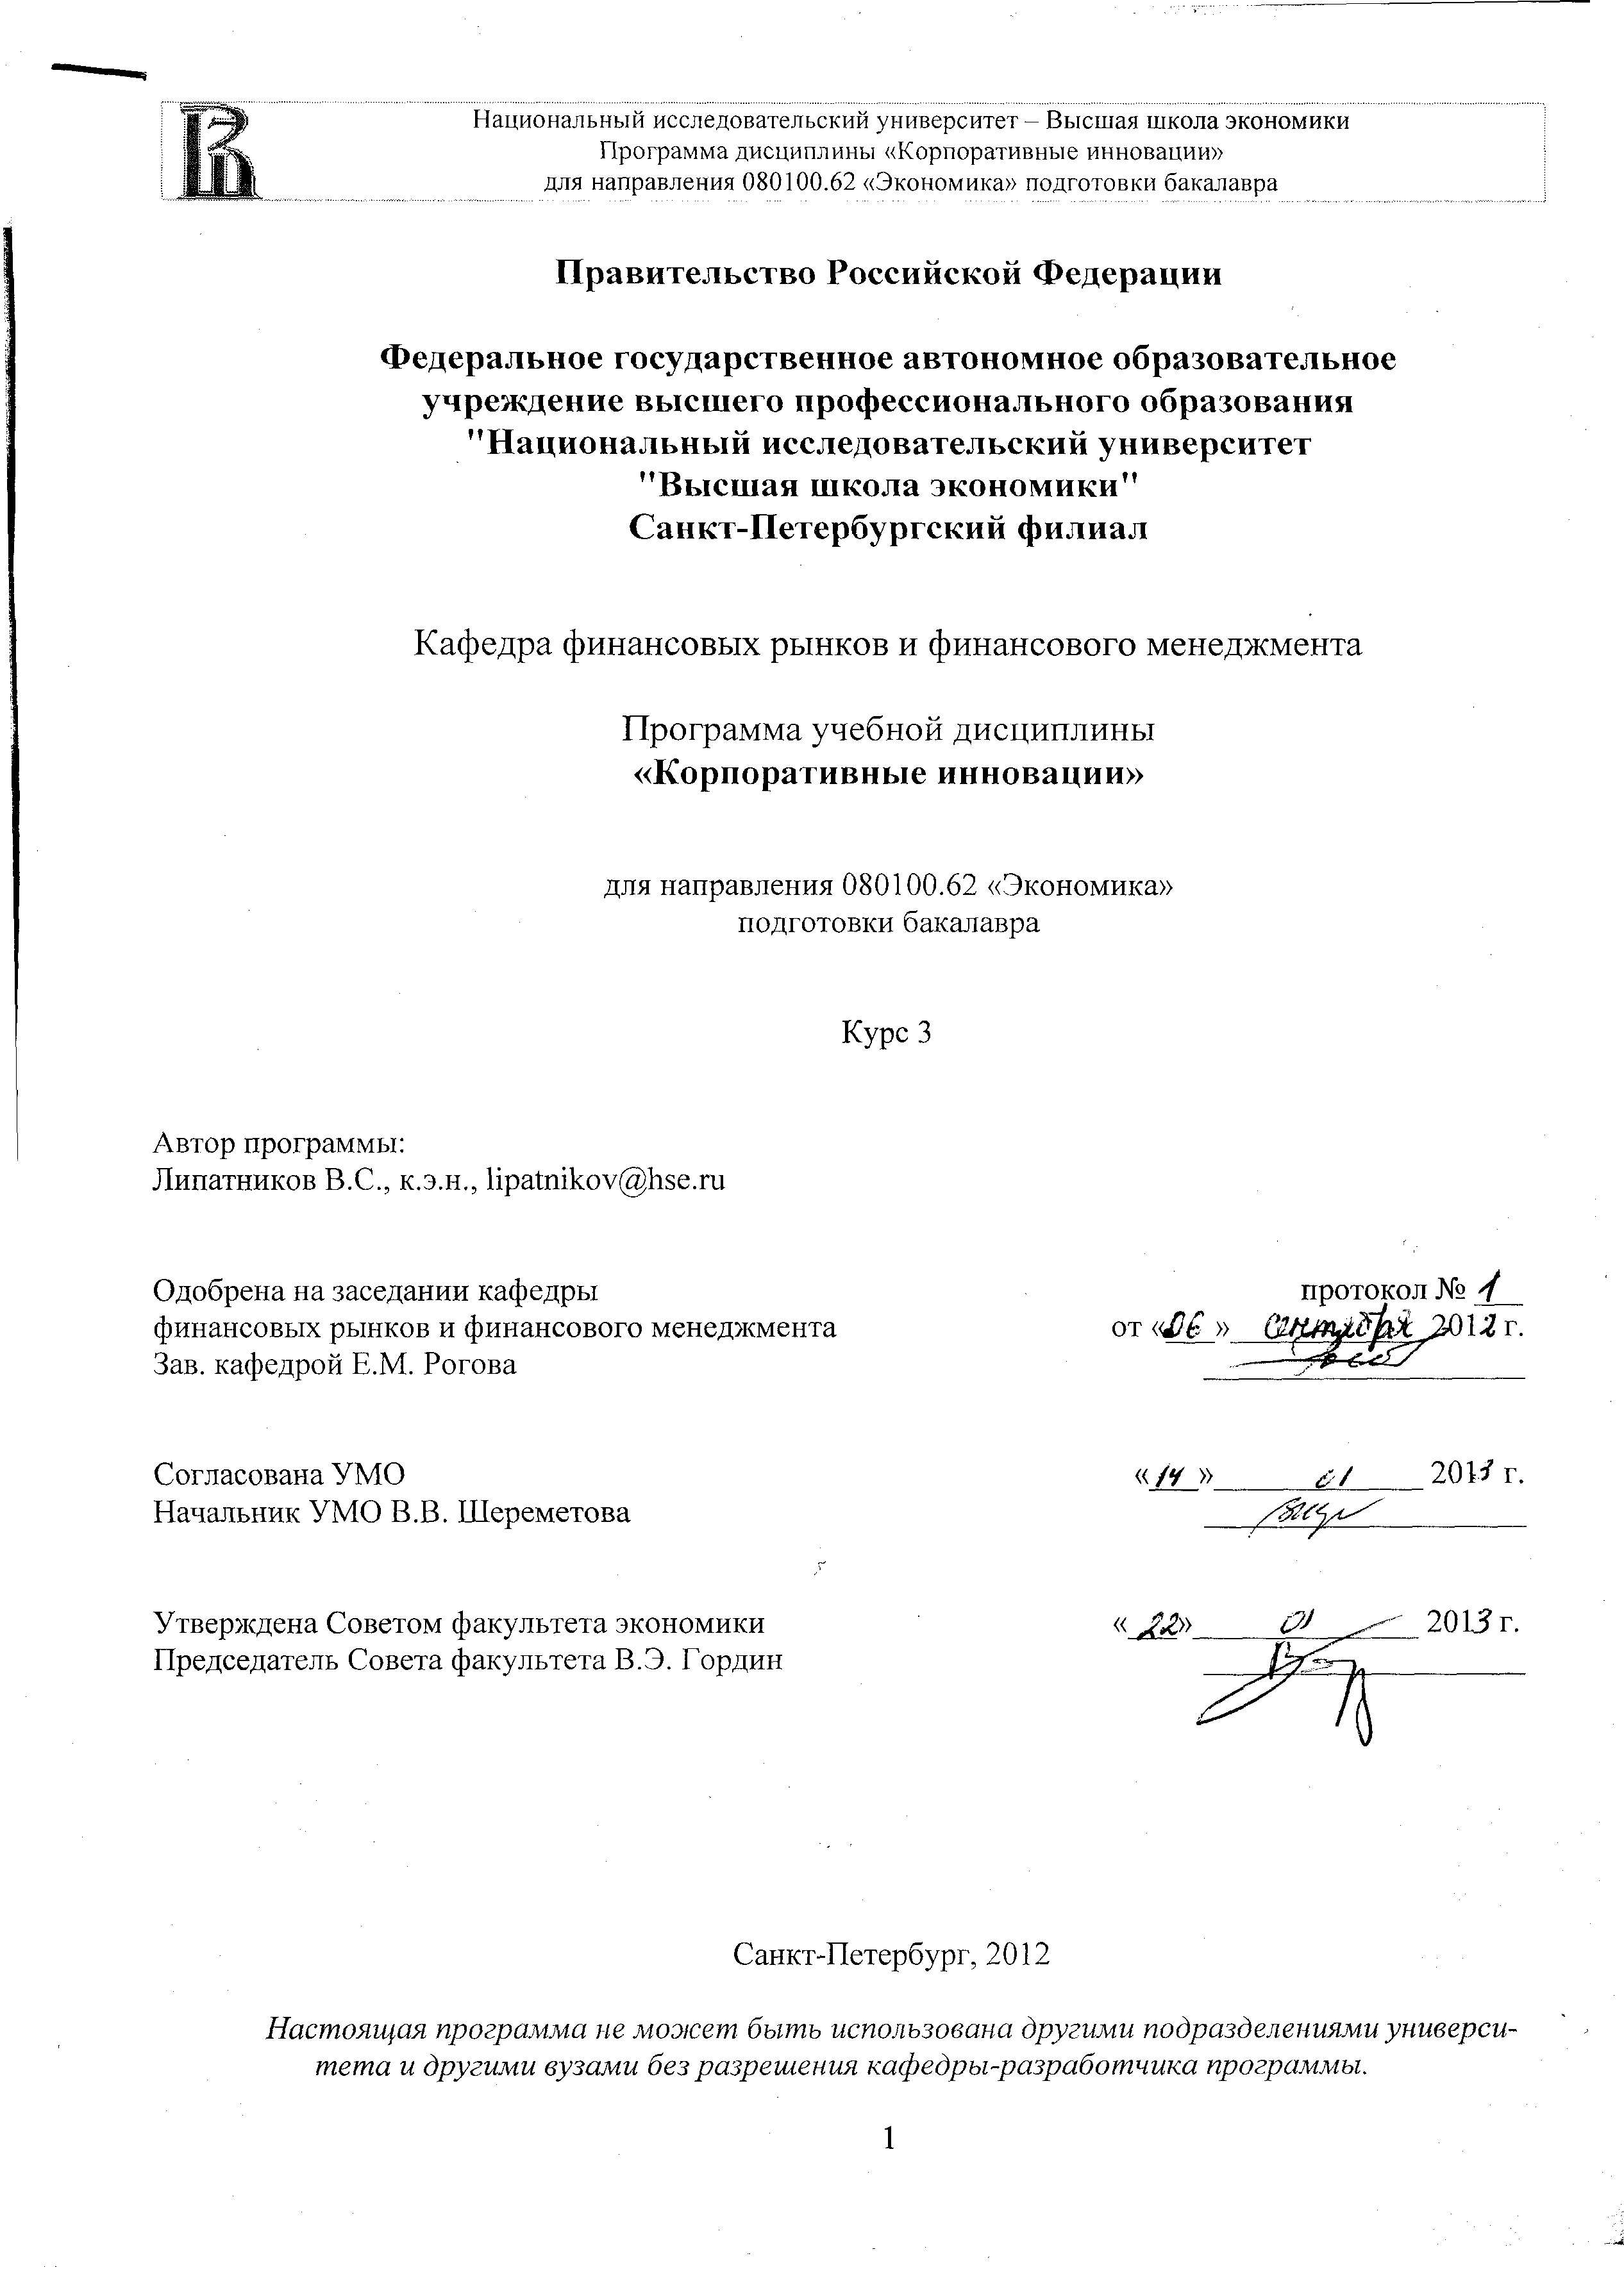 Национальный исследовательский университет – Высшая школа экономики
Программа дисциплины «Корпоративные инновации»
для направления 080100.62 «Экономика» подготовки бакалавра
Правительство Российской Федерации
Федеральное государственное автономное образовательное
учреждение высшего профессионального образования
"Национальный исследовательский университет
"Высшая школа экономики"
Санкт-Петербургский филиал
Кафедра финансовых рынков и финансового менеджмента
Программа учебной дисциплины
«Корпоративные инновации»
для направления 080100.62 «Экономика»
подготовки бакалавра
Курс 3
Автор программы:
Липатников В.С., к.э.н., lipatnikov@hse.ru
Одобрена на заседании кафедры протокол № 1
финансовых рынков и финансового менеджмента от «06» сентября 2012 г.
Зав. кафедрой Е.М. Рогова
Согласована УМО «14» 01 2013 г.
Начальник УМО В.В. Шереметова
Утверждена Советом факультета экономики «22» 01 2013 г.
Председатель Совета факультета В.Э. Гордин
Санкт-Петербург, 2012
Настоящая программа не может быть использована другими подразделениями универси-
тета и другими вузами без разрешения кафедры-разработчика программы.
1